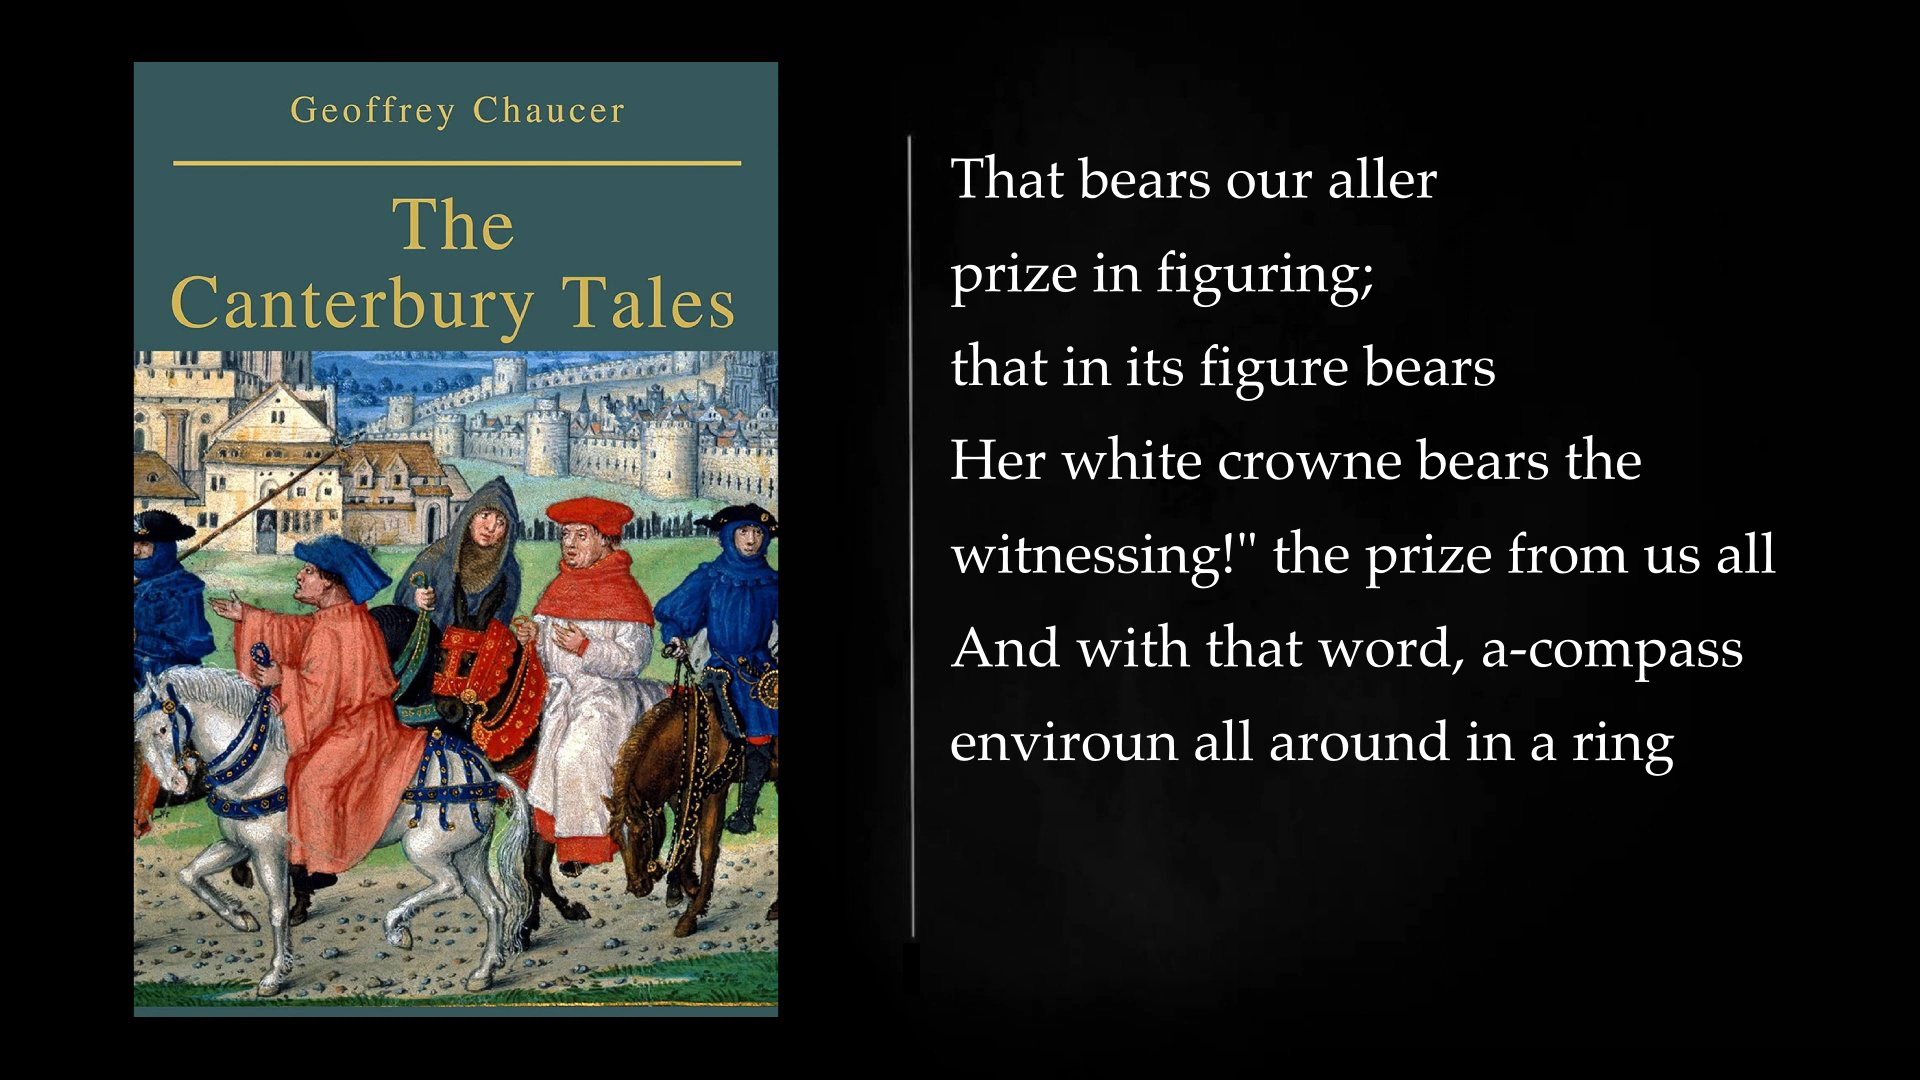 Geoffrey Chaucer
The
Canterbury Tales
That bears our aller
prize in figuring;
that in its figure bears
Her white crowne bears the
witnessing!" the prize from us all
And with that word, a-compass
enviroun all around in a ring